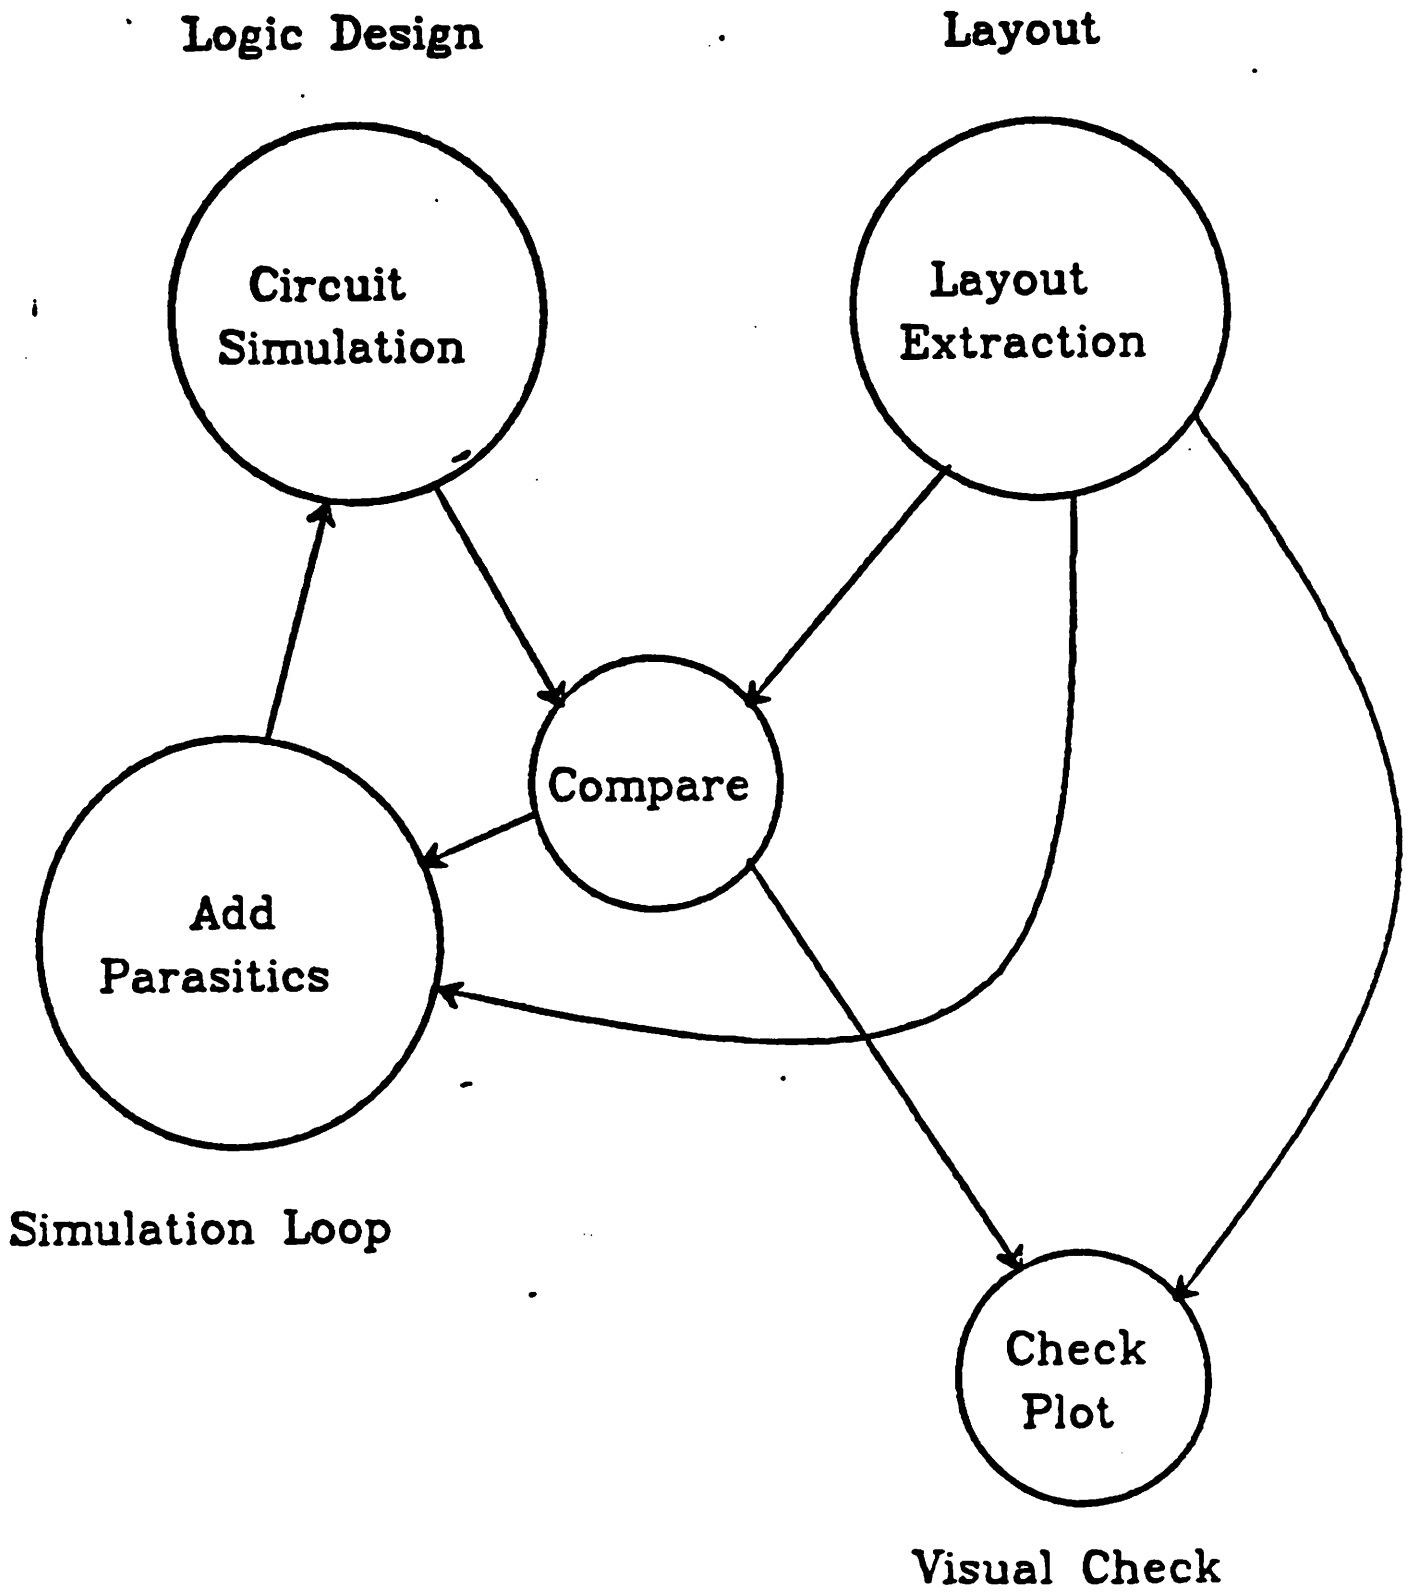 Logic Design
Layout
Circuit
Simulation
Layout
Extraction
Compare
Add
Parasitics
Simulation Loop
Check
Plot
Visual Check